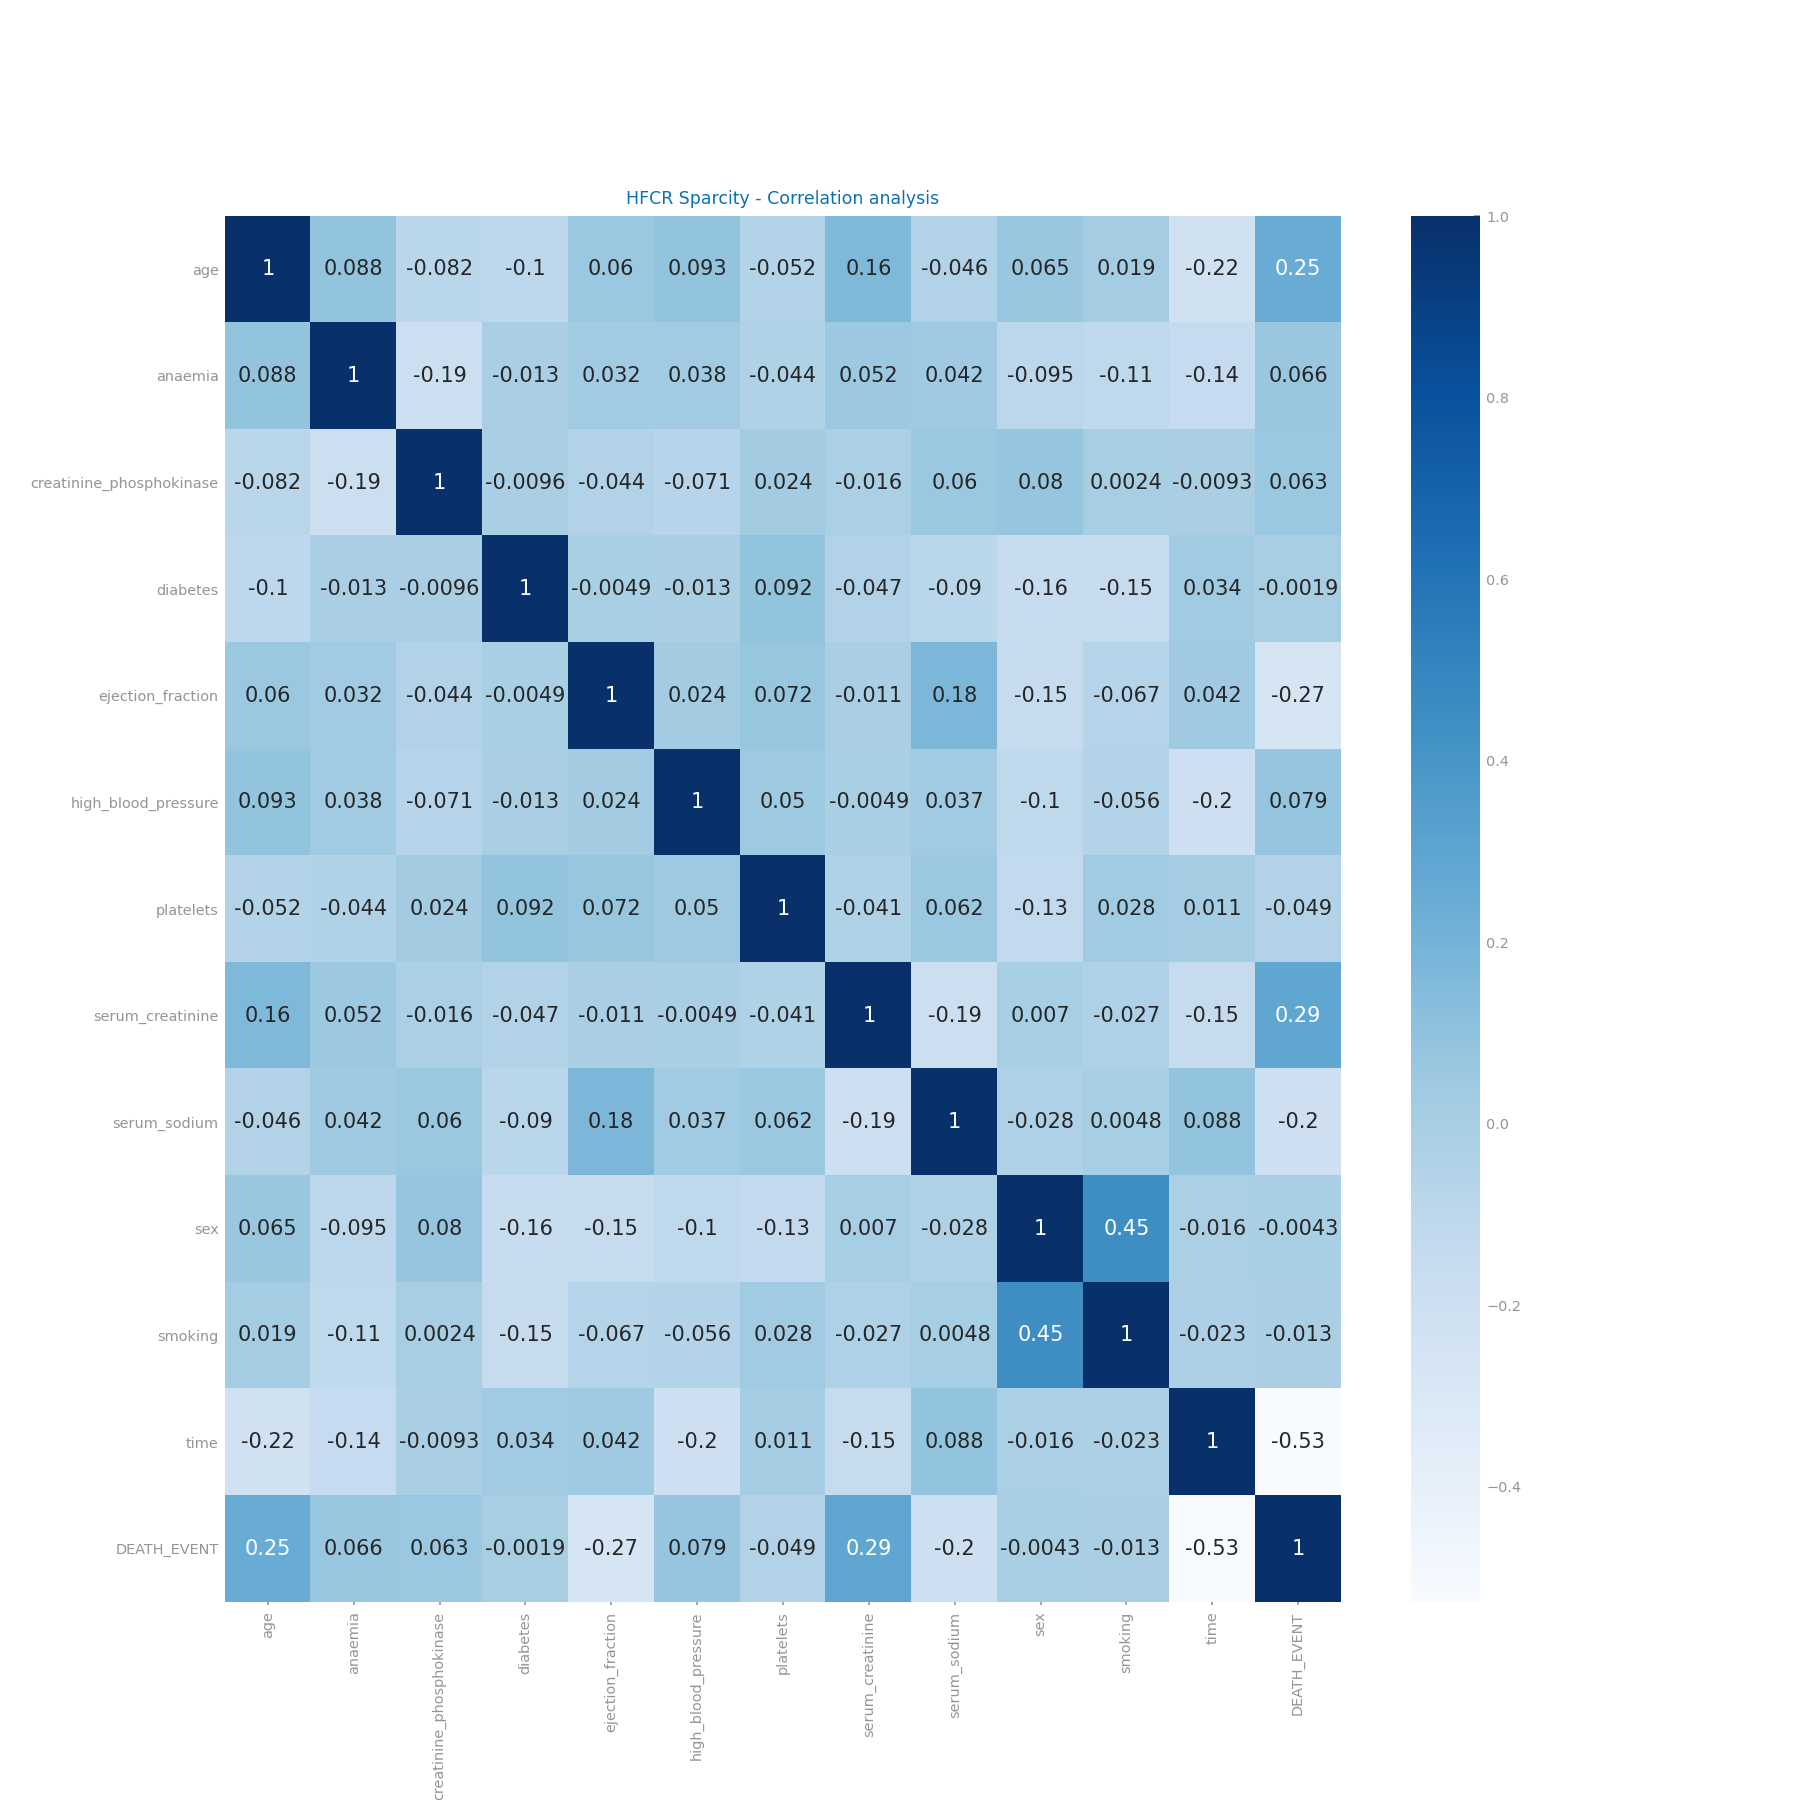 HFCR Sparcity - Correlation analysis
age 1 0.088 -0.082 -0.1 0.06 0.093 -0.052 0.16 -0.046 0.065 0.019 -0.22 0.25
anaemia 0.088 1 -0.19 -0.013 0.032 0.038 -0.044 0.052 0.042 -0.095 -0.11 -0.14 0.066
creatinine_phosphokinase -0.082 -0.19 1 -0.0096 -0.044 -0.071 0.024 -0.016 0.06 0.08 0.0024 -0.0093 0.063
diabetes -0.1 -0.013 -0.0096 1 -0.0049 -0.013 0.092 -0.047 -0.09 -0.16 -0.15 0.034 -0.0019
ejection_fraction 0.06 0.032 -0.044 -0.0049 1 0.024 0.072 -0.011 0.18 -0.15 -0.067 0.042 -0.27
high_blood_pressure 0.093 0.038 -0.071 -0.013 0.024 1 0.05 -0.0049 0.037 -0.1 -0.056 -0.2 0.079
platelets -0.052 -0.044 0.024 0.092 0.072 0.05 1 -0.041 0.062 -0.13 0.028 0.011 -0.049
serum_creatinine 0.16 0.052 -0.016 -0.047 -0.011 -0.0049 -0.041 1 -0.19 0.007 -0.027 -0.15 0.29
serum_sodium -0.046 0.042 0.06 -0.09 0.18 0.037 0.062 -0.19 1 -0.028 0.0048 0.088 -0.2
sex 0.065 -0.095 0.08 -0.16 -0.15 -0.1 -0.13 0.007 -0.028 1 0.45 -0.016 -0.0043
smoking 0.019 -0.11 0.0024 -0.15 -0.067 -0.056 0.028 -0.027 0.0048 0.45 1 -0.023 -0.013
time -0.22 -0.14 -0.0093 0.034 0.042 -0.2 0.011 -0.15 0.088 -0.016 -0.023 1 -0.53
DEATH_EVENT 0.25 0.066 0.063 -0.0019 -0.27 0.079 -0.049 0.29 -0.2 -0.0043 -0.013 -0.53 1
age
anaemia
creatinine_phosphokinase
diabetes
ejection_fraction
high_blood_pressure
platelets
serum_creatinine
serum_sodium
sex
smoking
time
DEATH_EVENT
1.0
0.8
0.6
0.4
0.2
0.0
−0.2
−0.4